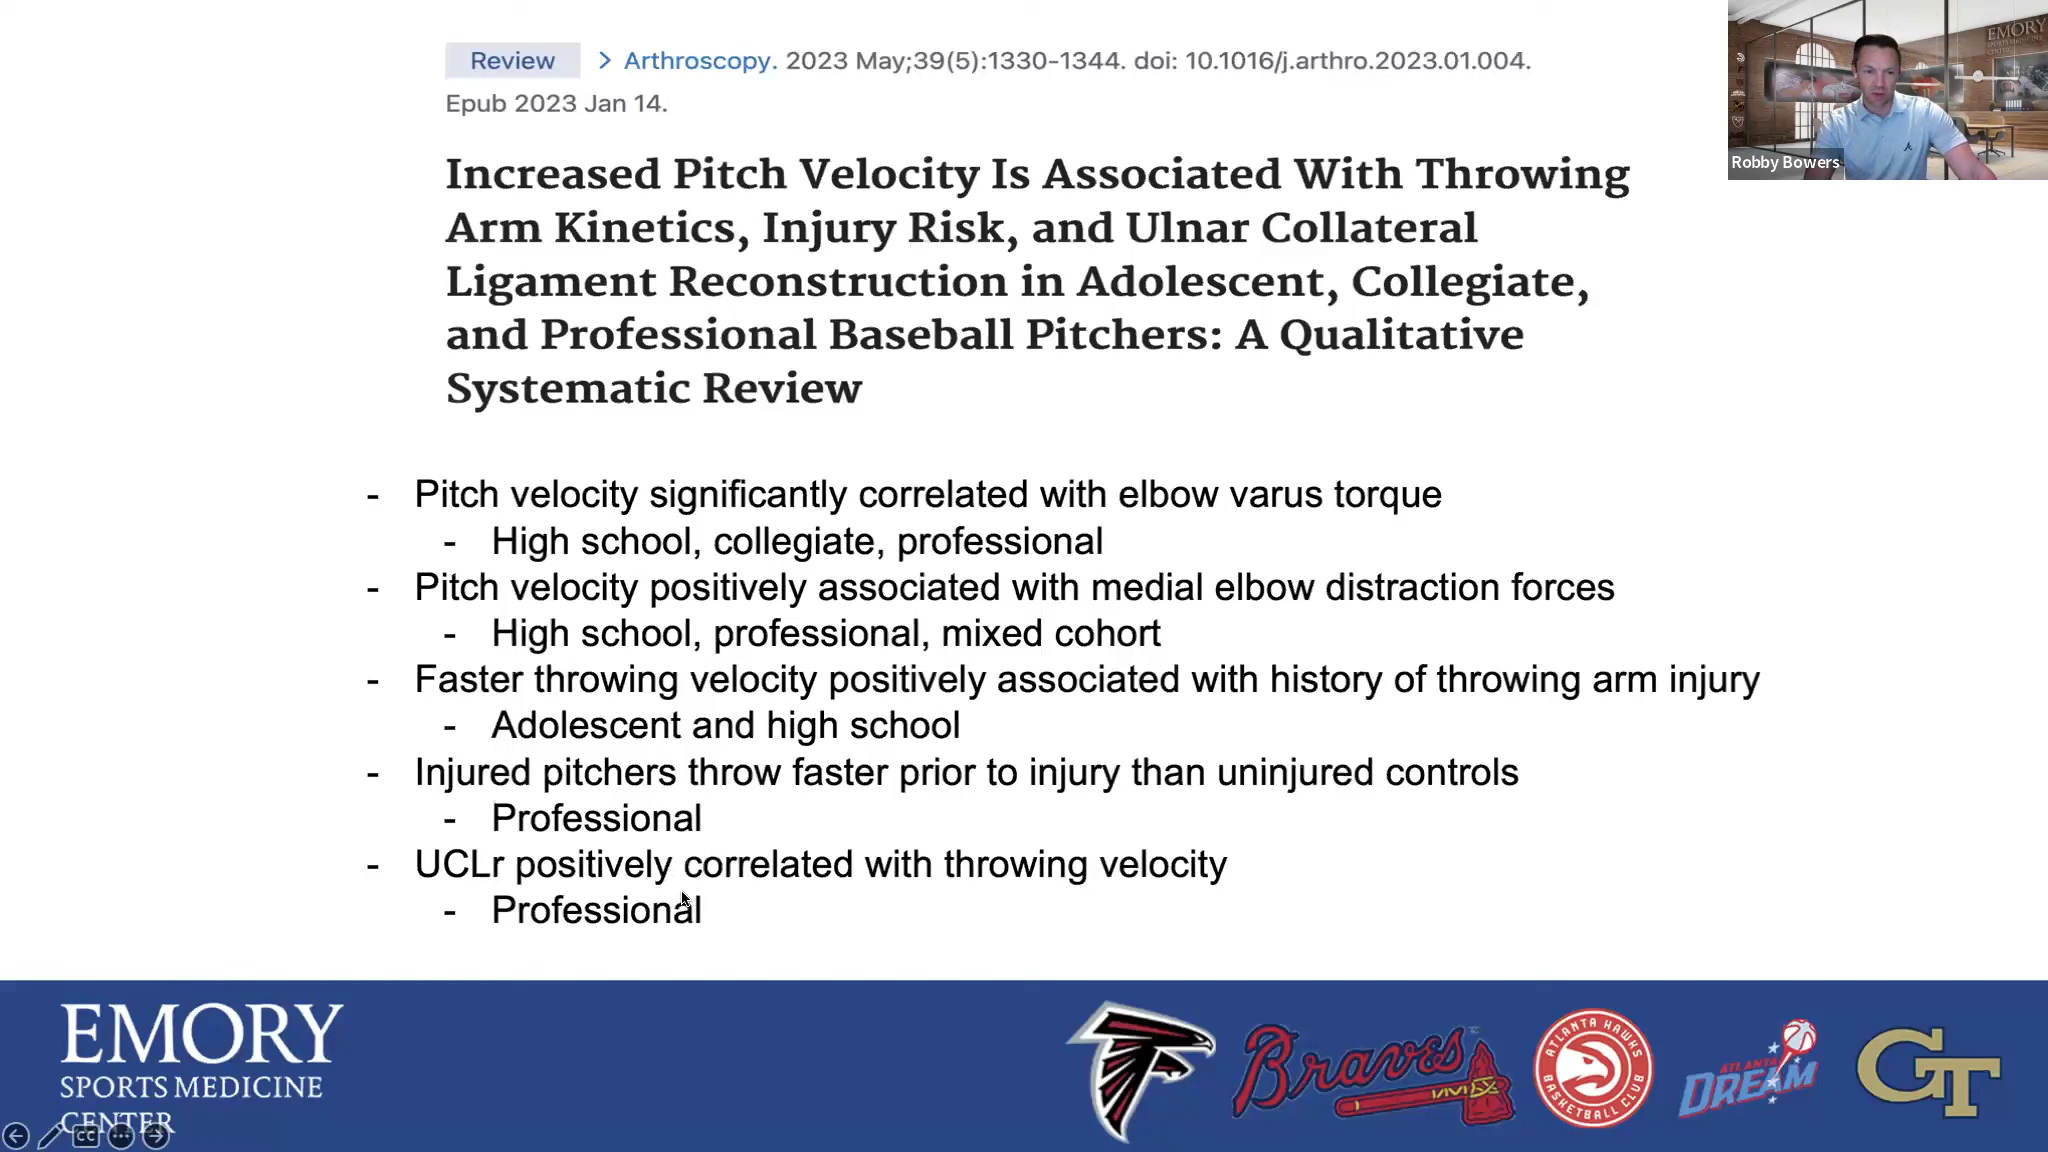 Review > Arthroscopy. 2023 May;39(5):1330-1344. doi: 10.1016/j.arthro.2023.01.004.
Epub 2023 Jan 14.
Increased Pitch Velocity Is Associated With Throwing
Arm Kinetics, Injury Risk, and Ulnar Collateral
Ligament Reconstruction in Adolescent, Collegiate,
and Professional Baseball Pitchers: A Qualitative
Systematic Review
EMORY
SPORTS MEDICINE
CENTER
Robby Bowers
- Pitch velocity significantly correlated with elbow varus torque
- High school, collegiate, professional
- Pitch velocity positively associated with medial elbow distraction forces
- High school, professional, mixed cohort
- Faster throwing velocity positively associated with history of throwing arm injury
- Adolescent and high school
- Injured pitchers throw faster prior to injury than uninjured controls
- Professional
- UCLr positively correlated with throwing velocity
- Professional
EMORY
SPORTS MEDICINE
CENTER
CC
Braves
ATLANTA HAWKS
BASKETBALL CLUB
ATLANTA
DREAM
GT